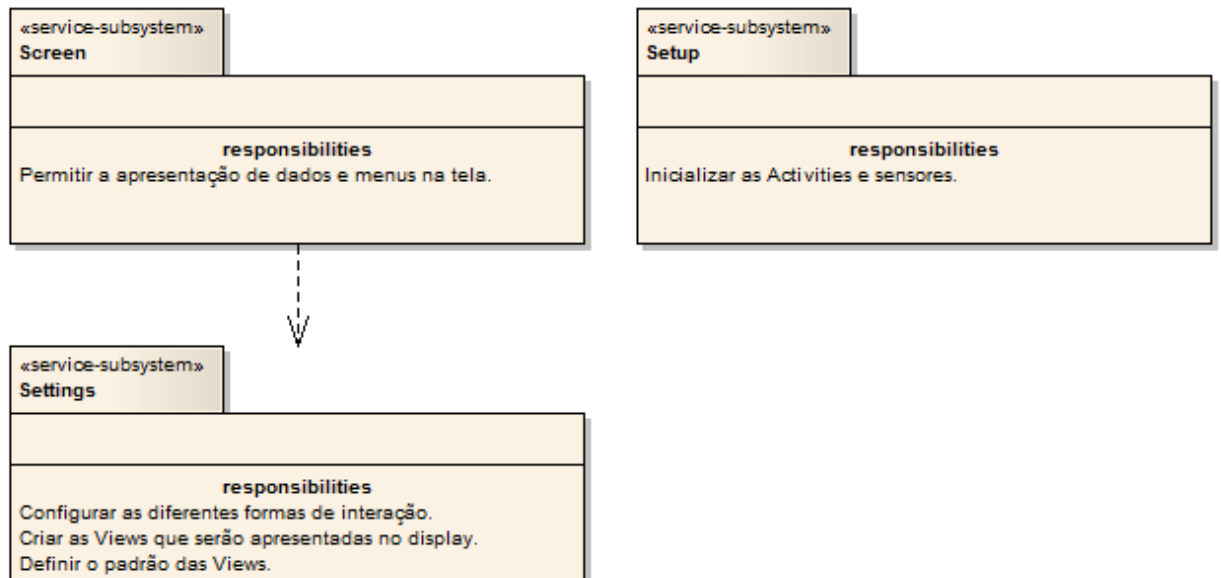 «service-subsystem»
Screen
responsibilities
Permitir a apresentação de dados e menus na tela.
«service-subsystem»
Setup
responsibilities
Inicializar as Activities e sensores.
«service-subsystem»
Settings
responsibilities
Configurar as diferentes formas de interação.
Criar as Views que serão apresentadas no display.
Definir o padrão das Views.